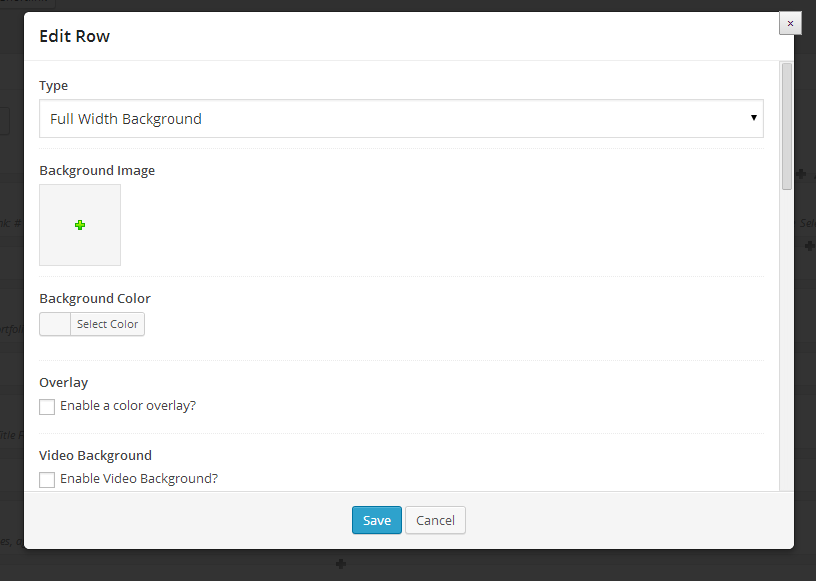 Edit Row
×
Type
Full Width Background
Background Image
Background Color
Select Color
Overlay
Enable a color overlay?
Video Background
Enable Video Background?
Save
Cancel